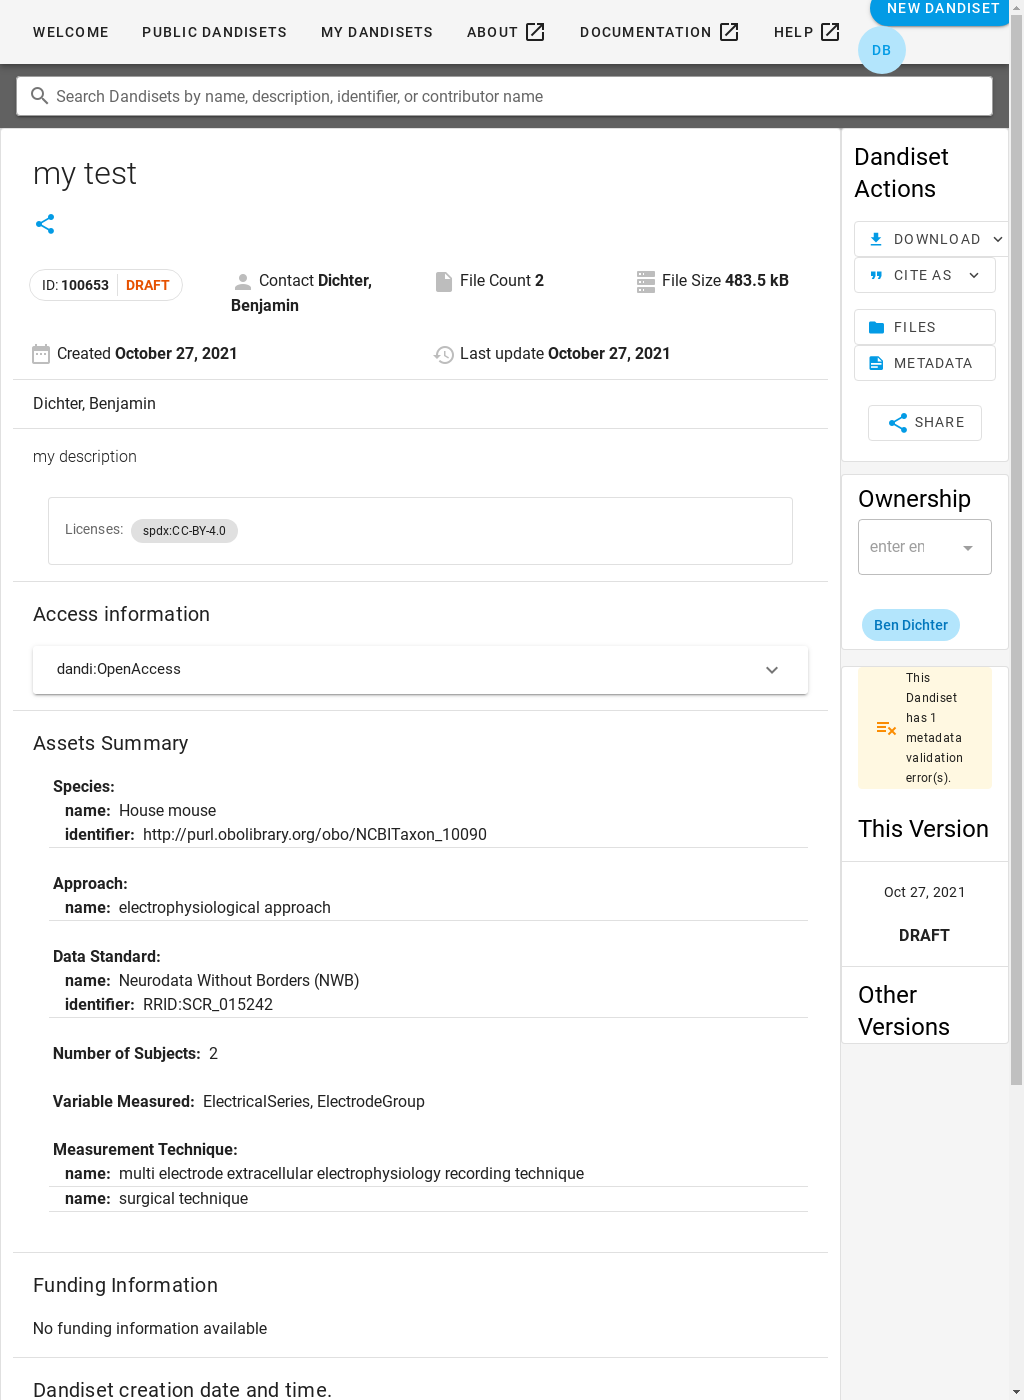 WELCOME PUBLIC DANDISETS MY DANDISETS ABOUT DOCUMENTATION HELP NEW DANDISET
DB
Search Dandisets by name, description, identifier, or contributor name
my test
ID: 100653 DRAFT
Contact Dichter, Benjamin
File Count 2
File Size 483.5 kB
Created October 27, 2021
Last update October 27, 2021
Dichter, Benjamin
my description
Licenses: spdx:CC-BY-4.0
Access information
dandi:OpenAccess
Assets Summary
Species:
name: House mouse
identifier: http://purl.obolibrary.org/obo/NCBITaxon_10090
Approach:
name: electrophysiological approach
Data Standard:
name: Neurodata Without Borders (NWB)
identifier: RRID:SCR_015242
Number of Subjects: 2
Variable Measured: ElectricalSeries, ElectrodeGroup
Measurement Technique:
name: multi electrode extracellular electrophysiology recording technique
name: surgical technique
Funding Information
No funding information available
Dandiset creation date and time.
Dandiset
Actions
DOWNLOAD
CITE AS
FILES
METADATA
SHARE
Ownership
enter en
Ben Dichter
This
Dandiset
has 1
metadata
validation
error(s).
This Version
Oct 27, 2021
DRAFT
Other
Versions